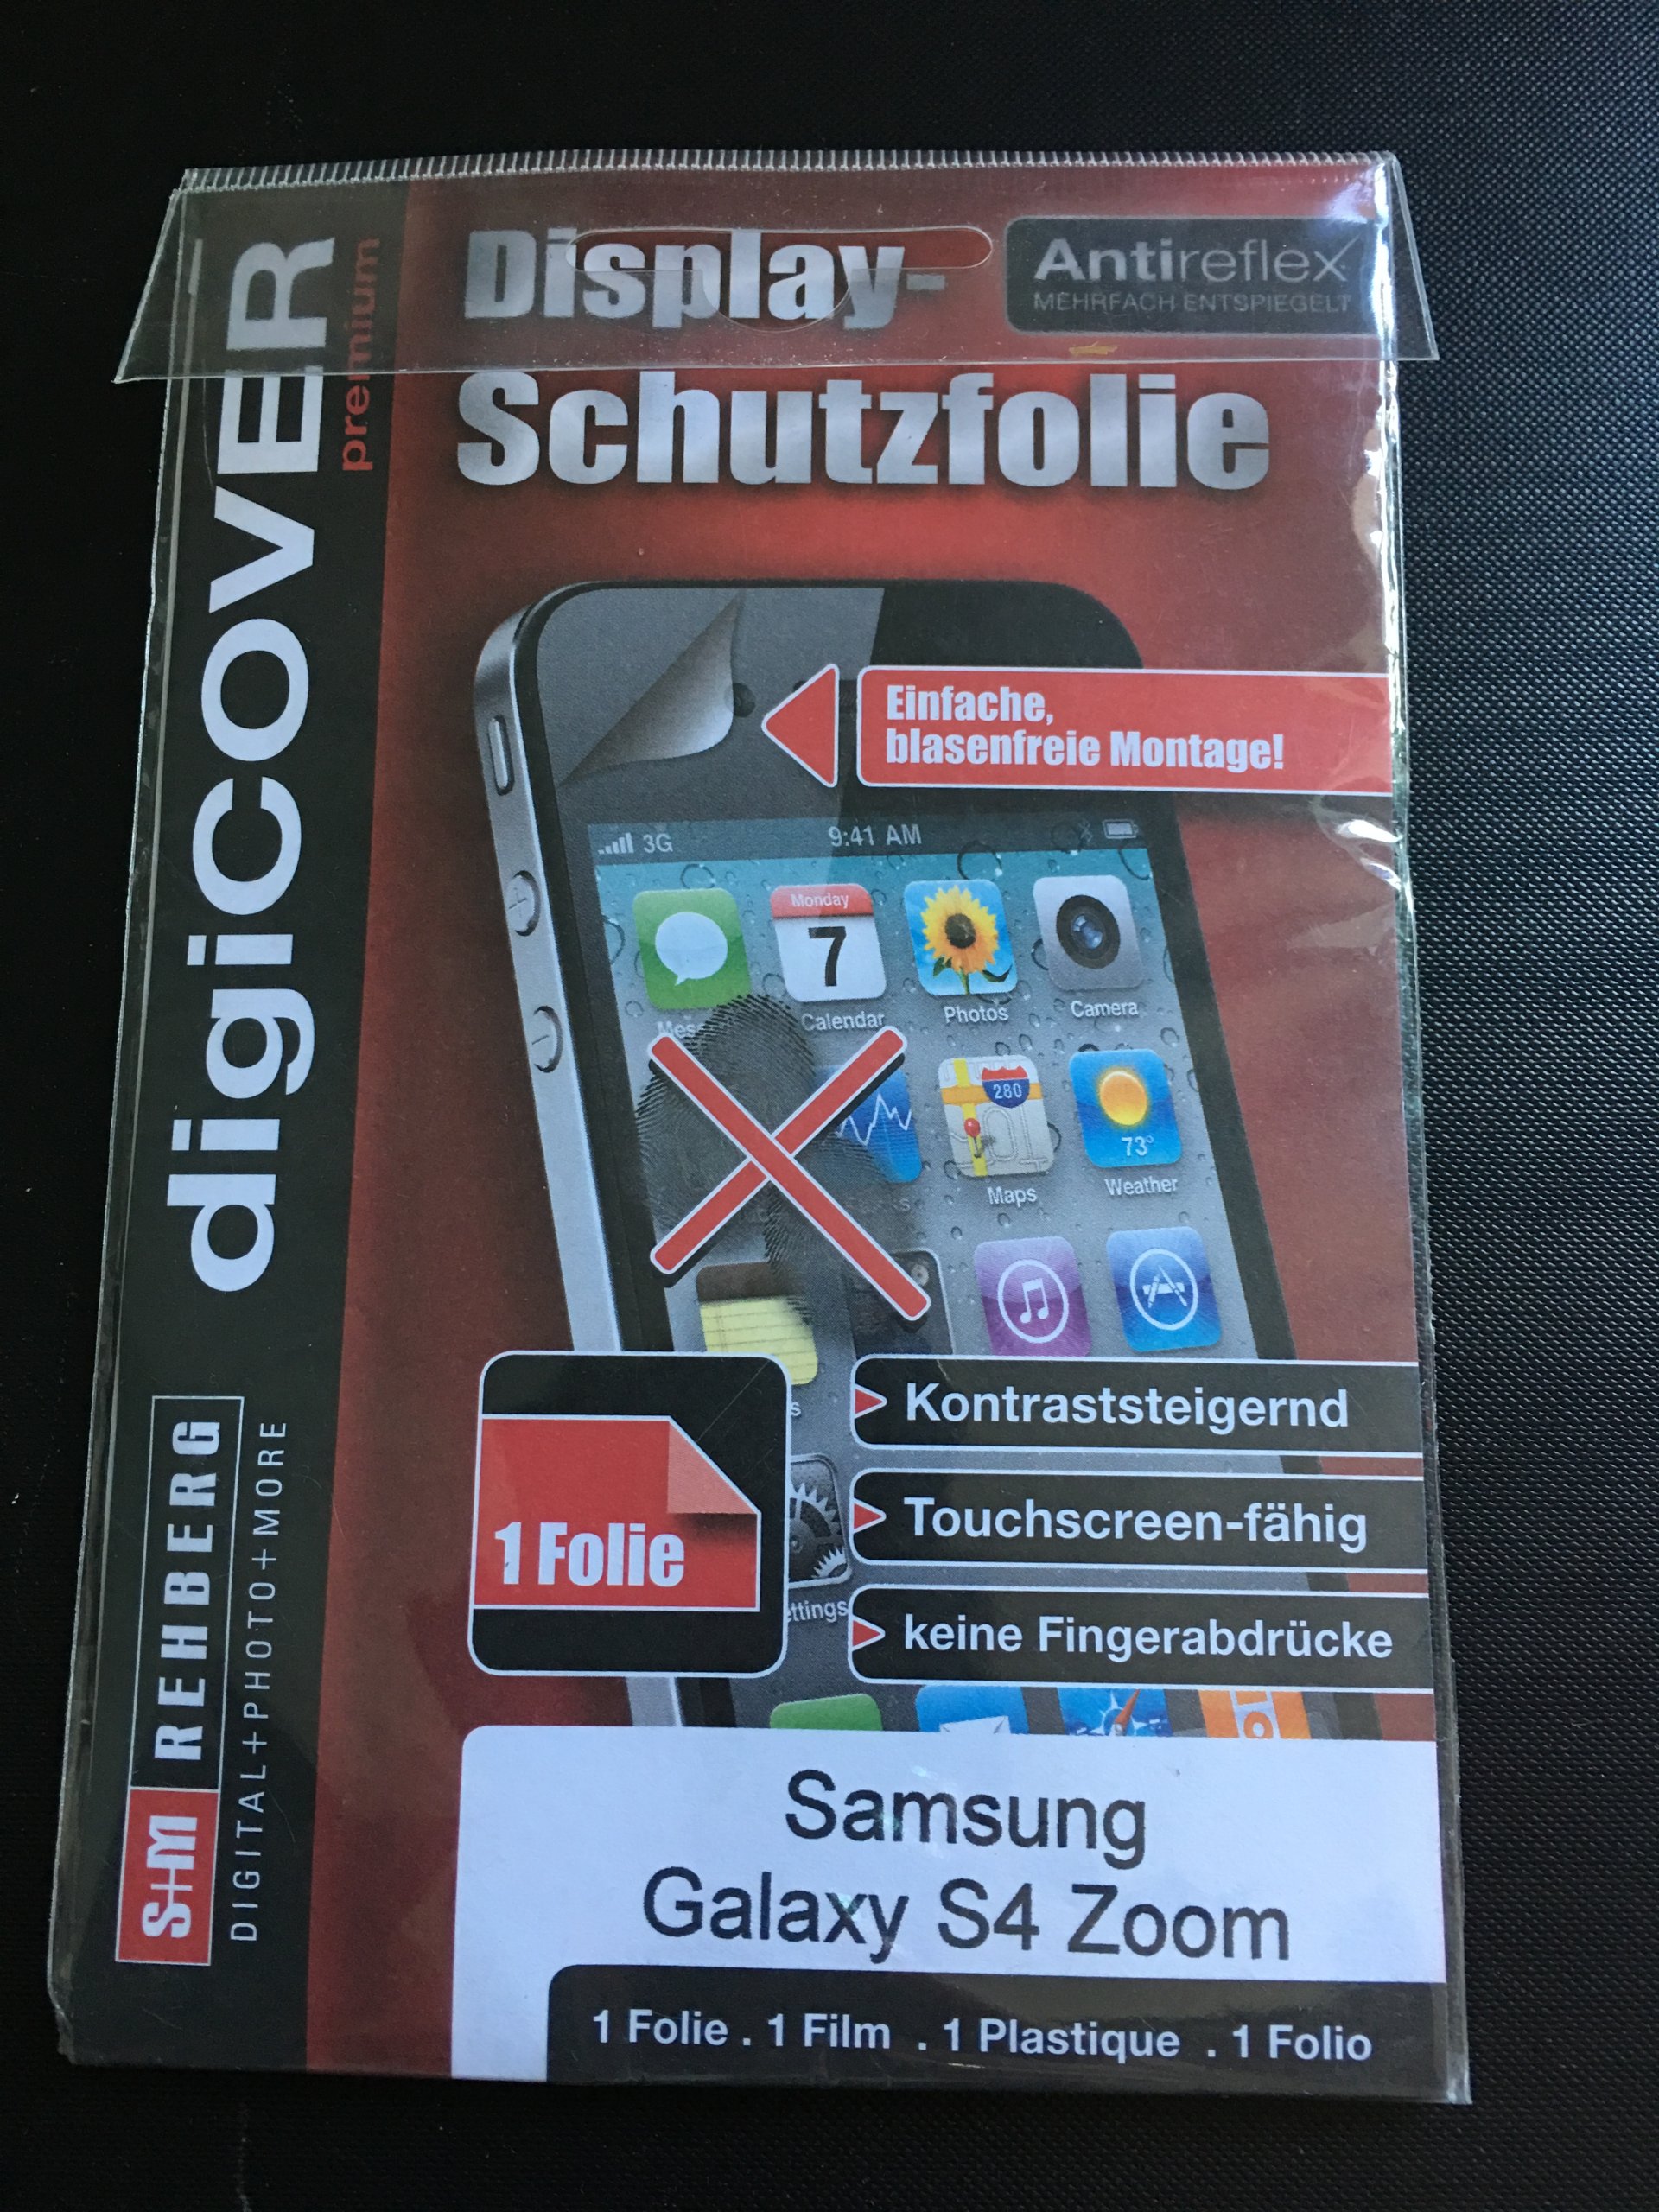 Display-
Schutzfolie
Antireflex
MEHRFACH ENTSPIEGELT
digiCOVER
premium
Einfache,
blasenfreie Montage!
3G 9:41 AM
Monday
7
Calendar
Photos
Camera
280
73°
Maps
Weather
Kontraststeigernd
1 Folie
Touchscreen-fähig
keine Fingerabdrücke
S+M REHBERG
DIGITAL+PHOTO+MORE
Samsung
Galaxy S4 Zoom
1 Folie . 1 Film . 1 Plastique . 1 Folio